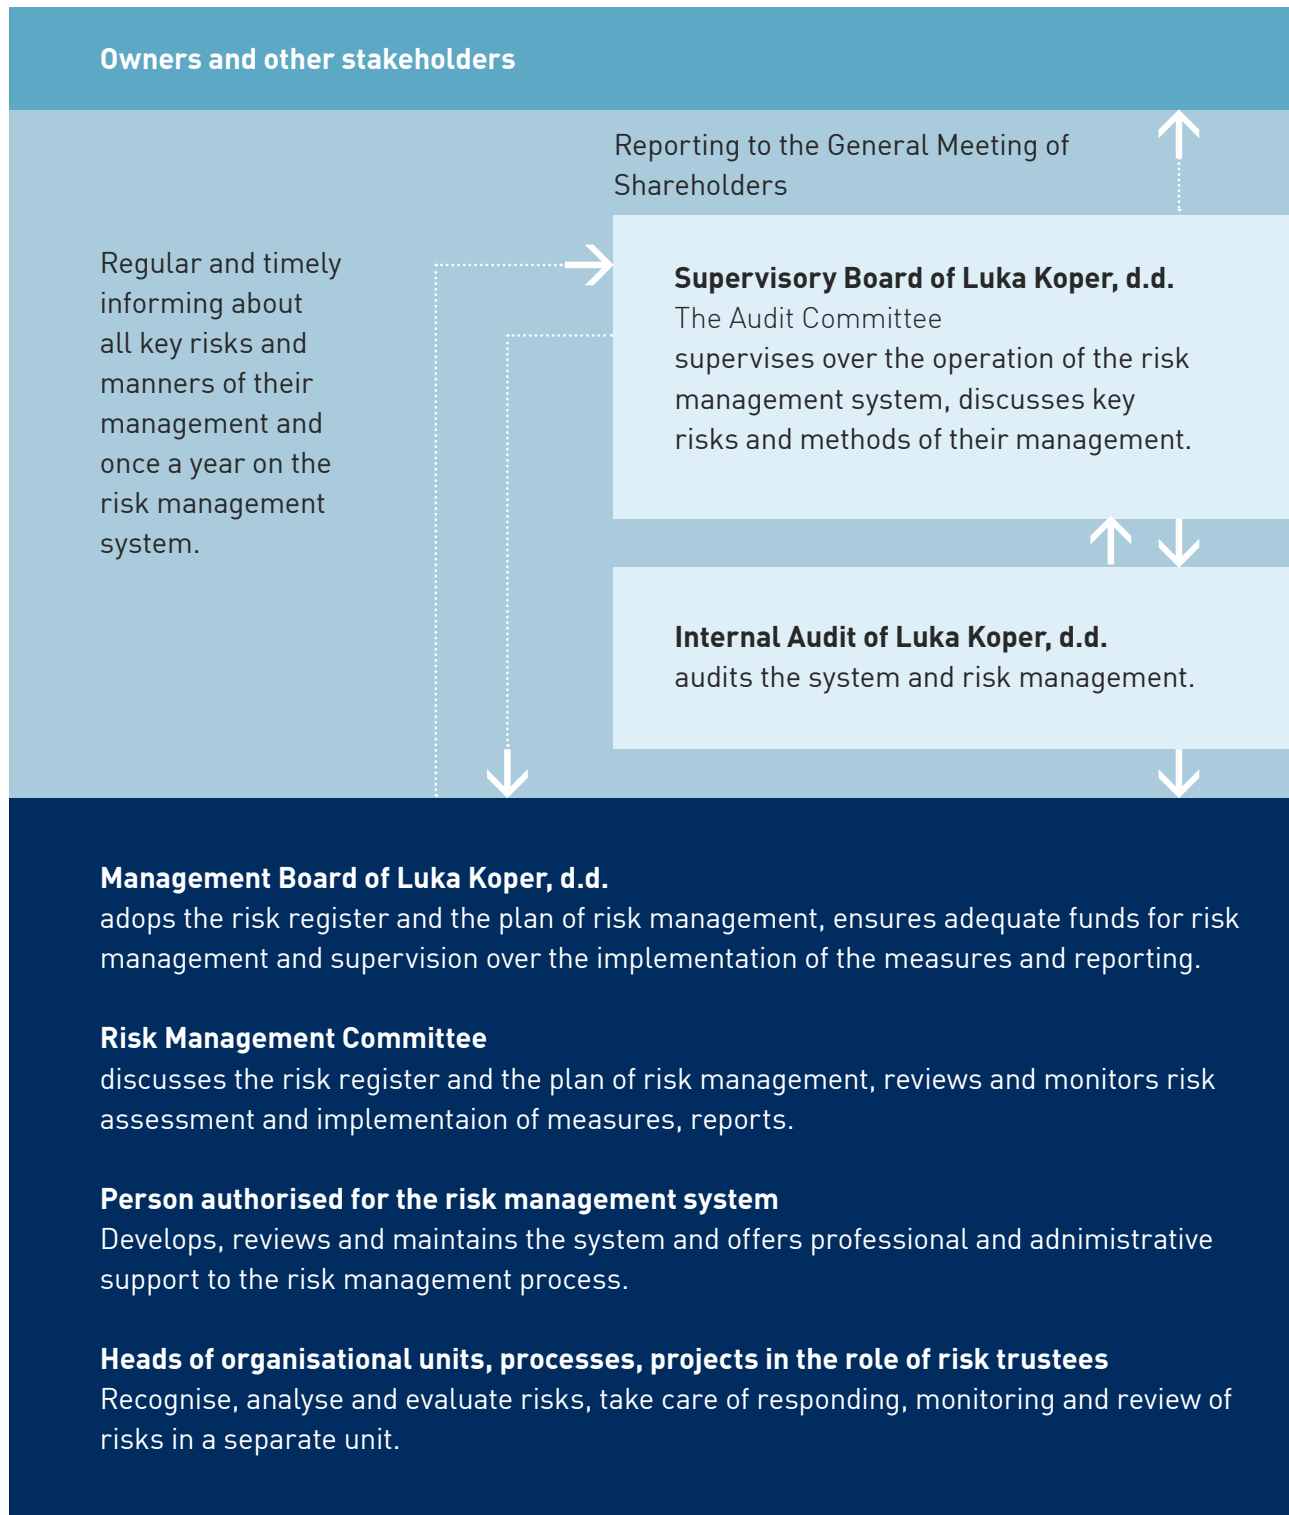 Owners and other stakeholders
Reporting to the General Meeting of
Shareholders
Regular and timely
informing about
all key risks and
manners of their
management and
once a year on the
risk management
system.
Supervisory Board of Luka Koper, d.d.
The Audit Committee
supervises over the operation of the risk
management system, discusses key
risks and methods of their management.
Internal Audit of Luka Koper, d.d.
audits the system and risk management.
Management Board of Luka Koper, d.d.
adops the risk register and the plan of risk management, ensures adequate funds for risk
management and supervision over the implementation of the measures and reporting.
Risk Management Committee
discusses the risk register and the plan of risk management, reviews and monitors risk
assessment and implementaion of measures, reports.
Person authorised for the risk management system
Develops, reviews and maintains the system and offers professional and adnimistrative
support to the risk management process.
Heads of organisational units, processes, projects in the role of risk trustees
Recognise, analyse and evaluate risks, take care of responding, monitoring and review of
risks in a separate unit.